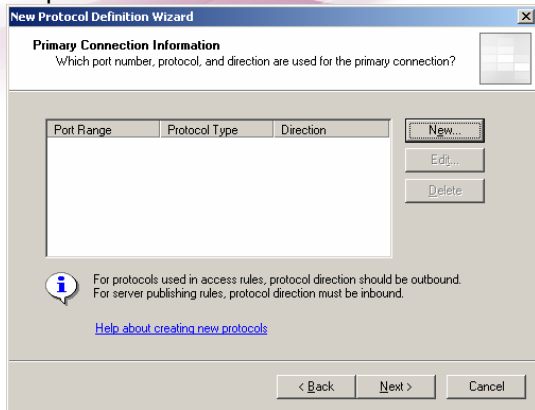 New Protocol Definition Wizard
Primary Connection Information
Which port number, protocol, and direction are used for the primary connection?
Port Range Protocol Type Direction
New...
Edit...
Delete
For protocols used in access rules, protocol direction should be outbound.
For server publishing rules, protocol direction must be inbound.
Help about creating new protocols
< Back Next > Cancel